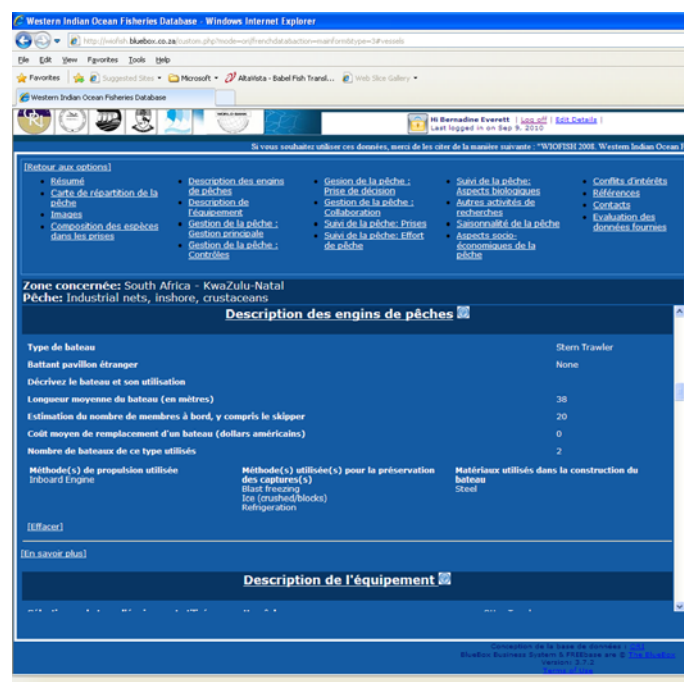 Western Indian Ocean Fisheries Database - Windows Internet Explorer
File Edit View Favorites Tools Help
Favorites Suggested Sites Microsoft AltaVista - Babel Fish Transl... Web Slice Gallery
Western Indian Ocean Fisheries Database
Hi Bernadine Everett | Log off | Edit Details |
Last logged in on Sep 9, 2010
Si vous souhaitez utiliser ces données, merci de les citer de la manière suivante : "WIOFISH 2008. Western Indian Ocean
[Retour aux options]
Résumé
Carte de répartition de la
pêche
Images
Composition des espèces
dans les prises
Description des engins
de pêches
Description de
l'équipement
Gestion de la pêche :
Gestion principale
Gestion de la pêche :
Contrôles
Gesion de la pêche :
Prise de décision
Gestion de la pêche :
Collaboration
Suivi de la pêche: Prises
Suivi de la pêche: Effort
de pêche
Suivi de la pêche:
Aspects biologiques
Autres activités de
recherches
Saisonnalité de la pêche
Aspects socio-
économiques de la
pêche
Conflits d'intérêts
Références
Contacts
Evaluation des
données fournies
Zone concernée: South Africa - KwaZulu-Natal
Pêche: Industrial nets, inshore, crustaceans
Description des engins de pêches
Type de bateau Stern Trawler
Battant pavillon étranger None
Décrivez le bateau et son utilisation
Longueur moyenne du bateau (en mètres) 38
Estimation du nombre de membres à bord, y compris le skipper 20
Coût moyen de remplacement d'un bateau (dollars américains) 0
Nombre de bateaux de ce type utilisés 2
Méthode(s) de propulsion utilisée
Inboard Engine
Méthode(s) utilisée(s) pour la préservation
des captures(s)
Blast freezing
Ice (crushed/blocks)
Refrigeration
Matériaux utilisés dans la construction du
bateau
Steel
[Effacer]
[En savoir plus]
Description de l'équipement
Conception de la base de données : ORI
BlueBox Business System & FREEbase are © The BlueBox
Version: 3.7.2
Terms of Use